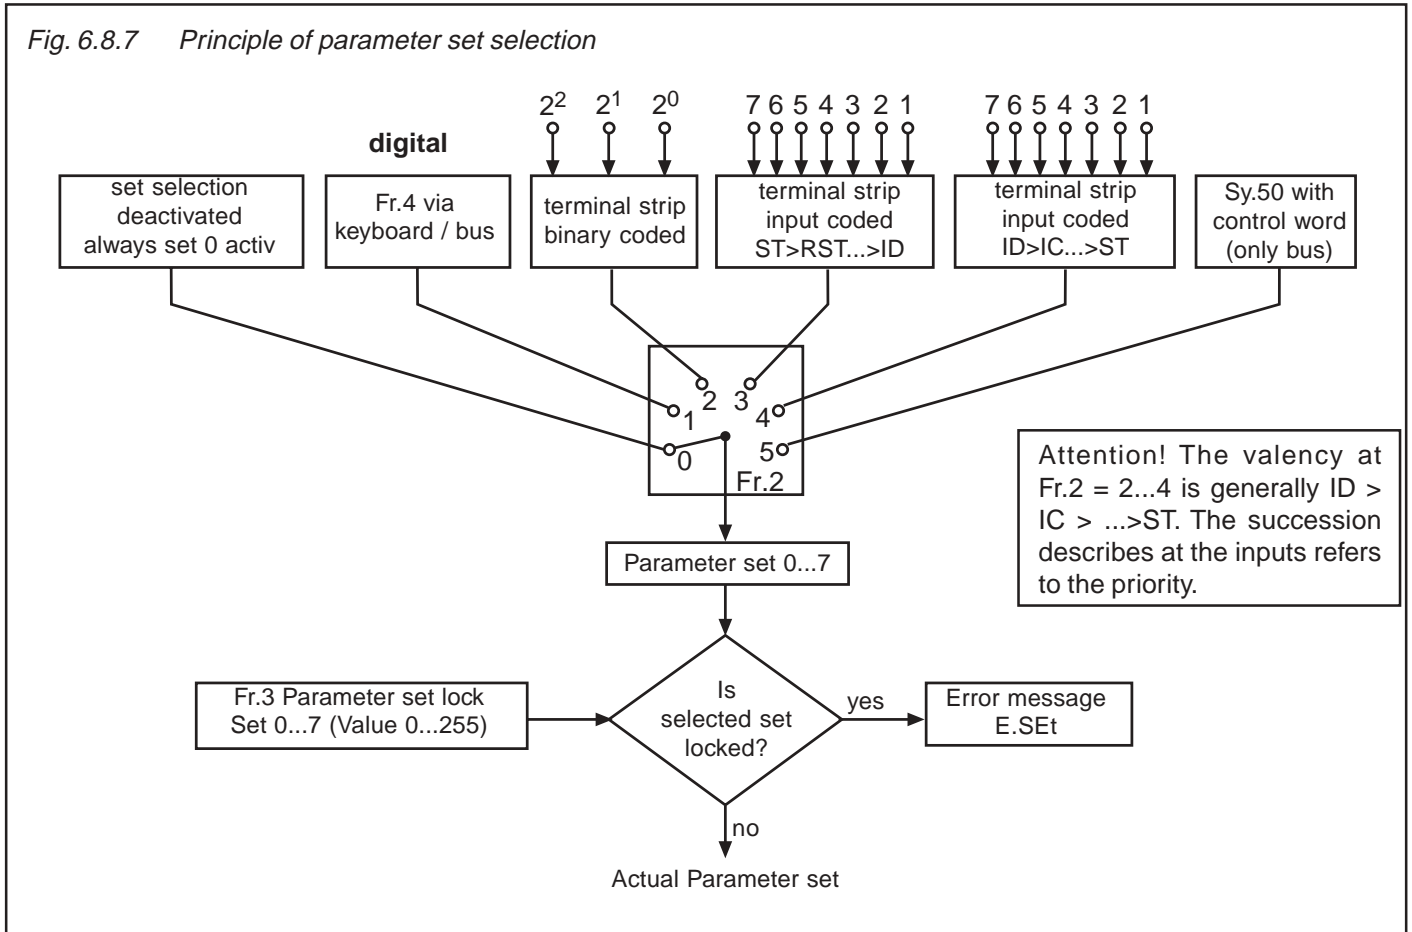 Fig. 6.8.7 Principle of parameter set selection
2² 2¹ 2⁰
7 6 5 4 3 2 1
7 6 5 4 3 2 1
digital
set selection
deactivated
always set 0 activ
Fr.4 via
keyboard / bus
terminal strip
binary coded
terminal strip
input coded
ST>RST...>ID
terminal strip
input coded
ID>IC...>ST
Sy.50 with
control word
(only bus)
2 3
1 4
0 5
Fr.2
Attention! The valency at
Fr.2 = 2...4 is generally ID >
IC > ...>ST. The succession
describes at the inputs refers
to the priority.
Parameter set 0...7
Fr.3 Parameter set lock
Set 0...7 (Value 0...255)
Is
selected set
locked?
yes
Error message
E.SEt
no
Actual Parameter set